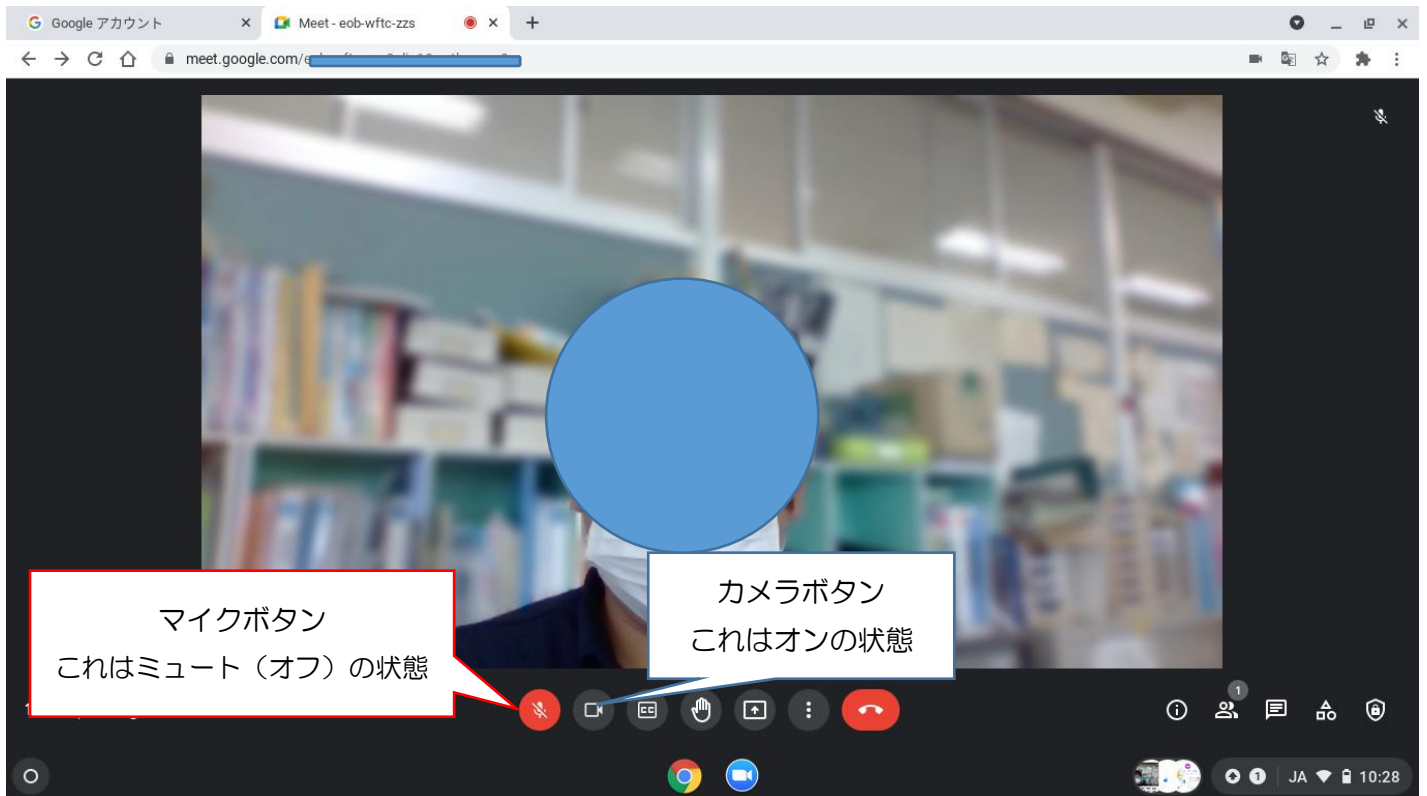 Google アカウント
Meet - eob-wftc-zzs
meet.google.com/
マイクボタン
これはミュート（オフ）の状態
カメラボタン
これはオンの状態
CC
1
1
JA
10:28